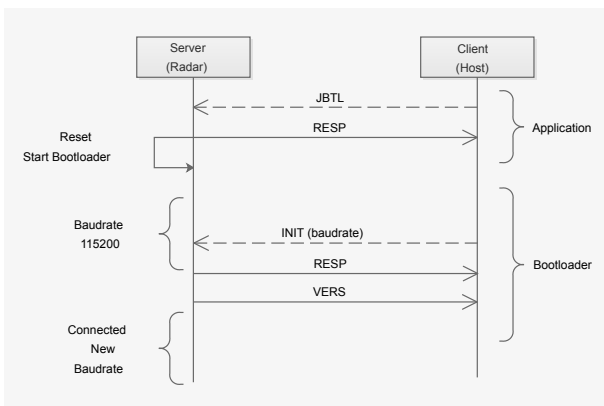 Server
(Radar)
Client
(Host)
JBTL
RESP
Application
Reset
Start Bootloader
Baudrate
115200
INIT (baudrate)
RESP
Bootloader
VERS
Connected
New
Baudrate